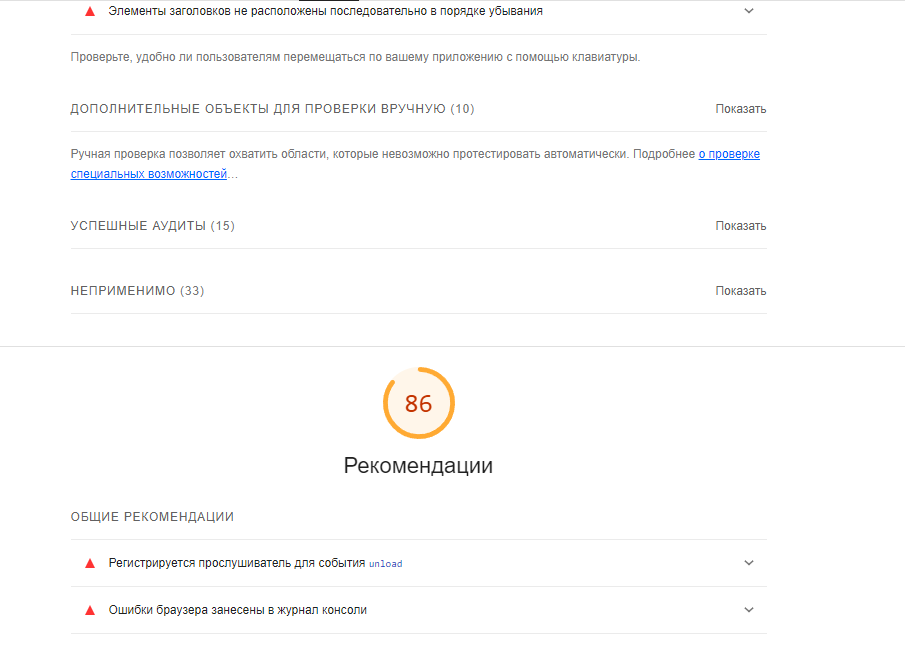 Элементы заголовков не расположены последовательно в порядке убывания
Проверьте, удобно ли пользователям перемещаться по вашему приложению с помощью клавиатуры.
ДОПОЛНИТЕЛЬНЫЕ ОБЪЕКТЫ ДЛЯ ПРОВЕРКИ ВРУЧНУЮ (10)
Показать
Ручная проверка позволяет охватить области, которые невозможно протестировать автоматически. Подробнее о проверке
специальных возможностей…
УСПЕШНЫЕ АУДИТЫ (15)
Показать
НЕПРИМЕНИМО (33)
Показать
86
Рекомендации
ОБЩИЕ РЕКОМЕНДАЦИИ
Регистрируется прослушиватель для события unload
Ошибки браузера занесены в журнал консоли